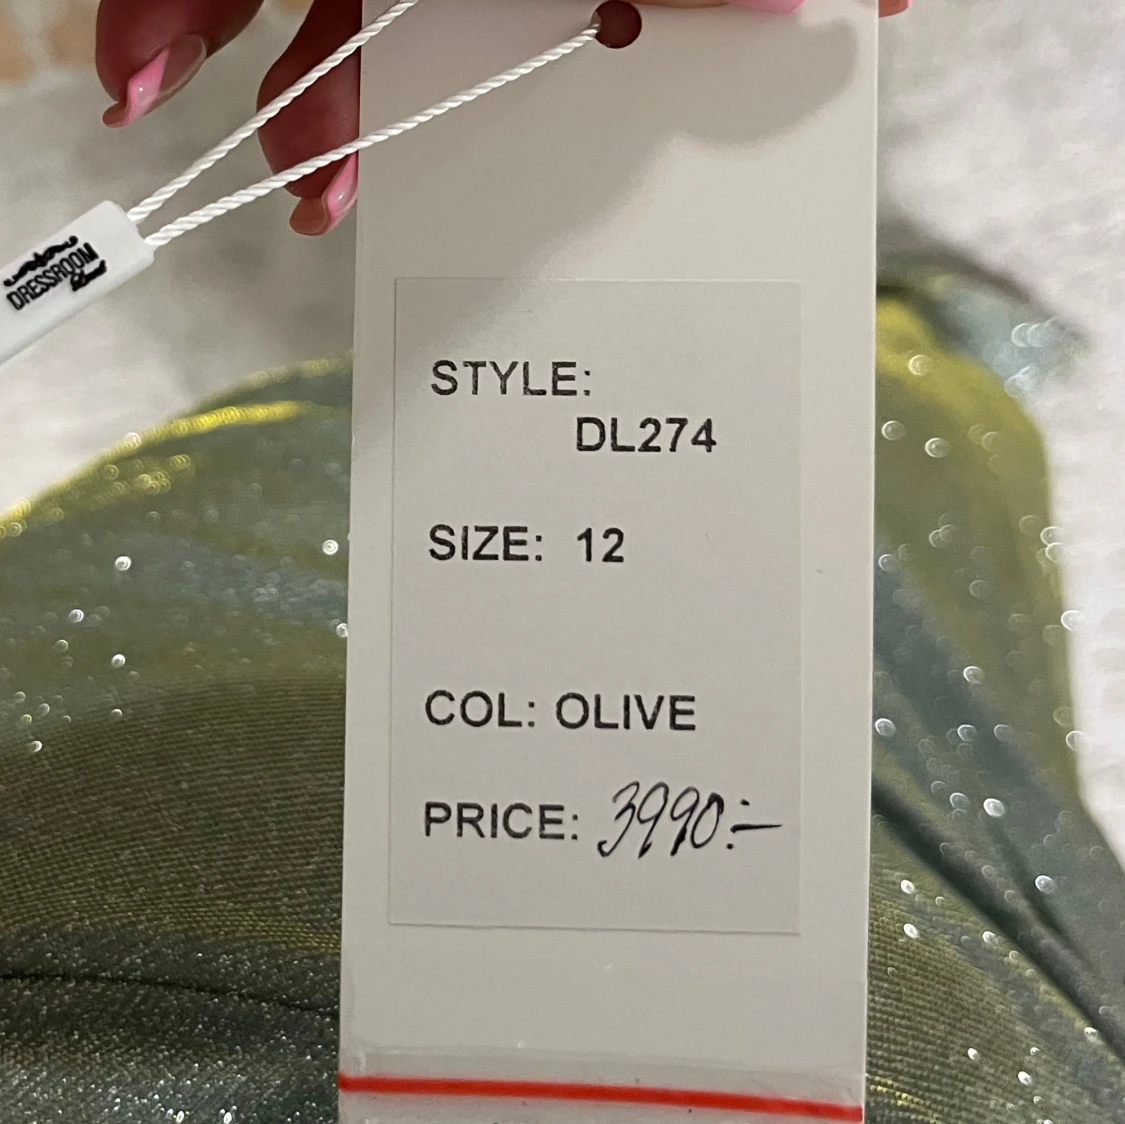 DRESSROOM
STYLE:
DL274
SIZE: 12
COL: OLIVE
PRICE: 3990:-